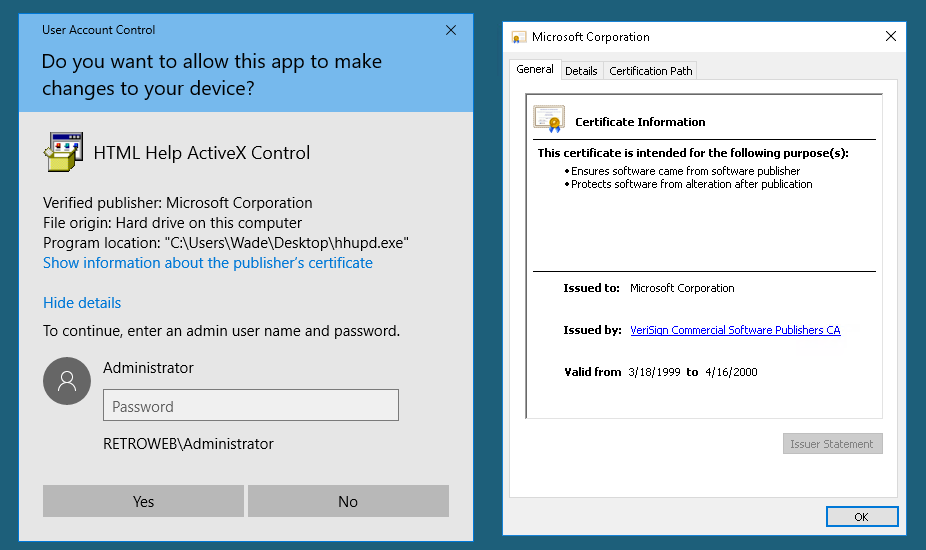 User Account Control
Do you want to allow this app to make
changes to your device?
HTML Help ActiveX Control
Verified publisher: Microsoft Corporation
File origin: Hard drive on this computer
Program location: "C:\Users\Wade\Desktop\hhupd.exe"
Show information about the publisher's certificate
Hide details
To continue, enter an admin user name and password.
Administrator
Password
RETROWEB\Administrator
Yes
No
Microsoft Corporation
General
Details
Certification Path
Certificate Information
This certificate is intended for the following purpose(s):
•Ensures software came from software publisher
•Protects software from alteration after publication
Issued to: Microsoft Corporation
Issued by: VeriSign Commercial Software Publishers CA
Valid from 3/18/1999 to 4/16/2000
Issuer Statement
OK